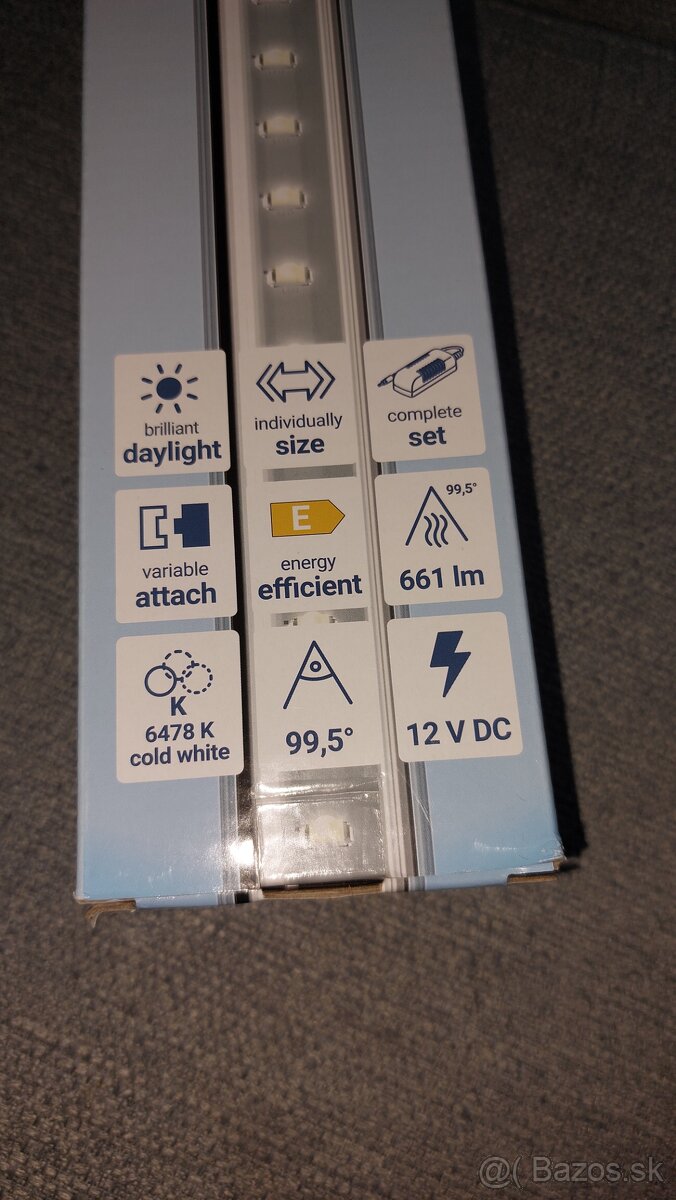 brilliant
daylight
individually
size
complete
set
variable
attach
E
energy
efficient
99,5°
661 lm
K
6478 K
cold white
99,5°
12 V DC
@( Bazos.sk